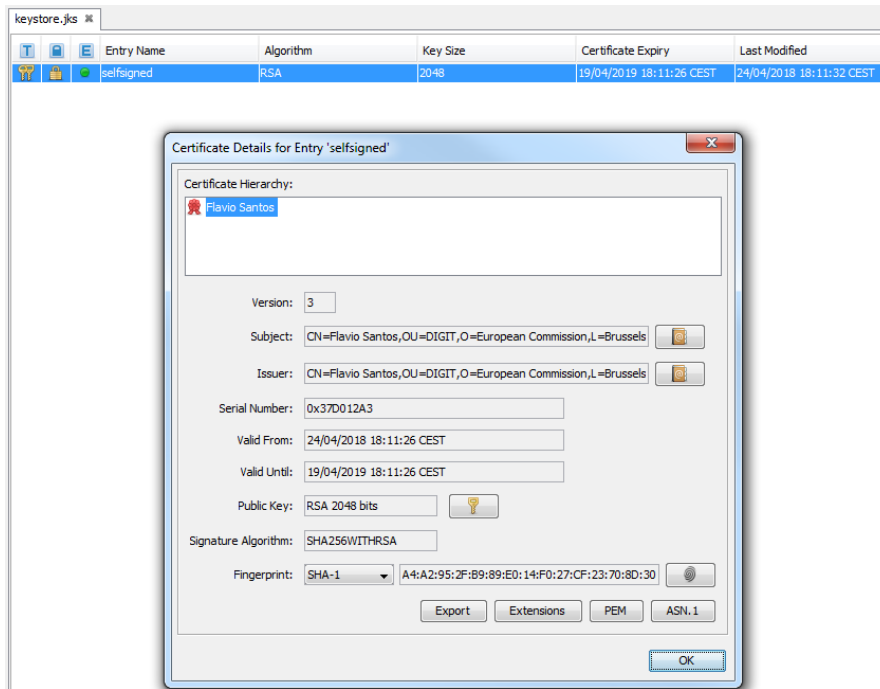 keystore.jks
T E Entry Name Algorithm Key Size Certificate Expiry Last Modified
selfsigned RSA 2048 19/04/2019 18:11:26 CEST 24/04/2018 18:11:32 CEST
Certificate Details for Entry 'selfsigned'
Certificate Hierarchy:
Flavio Santos
Version: 3
Subject: CN=Flavio Santos,OU=DIGIT,O=European Commission,L=Brussels
Issuer: CN=Flavio Santos,OU=DIGIT,O=European Commission,L=Brussels
Serial Number: 0x37D012A3
Valid From: 24/04/2018 18:11:26 CEST
Valid Until: 19/04/2019 18:11:26 CEST
Public Key: RSA 2048 bits
Signature Algorithm: SHA256WITHRSA
Fingerprint: SHA-1 A4:A2:95:2F:B9:89:E0:14:F0:27:CF:23:70:8D:30
Export Extensions PEM ASN.1
OK